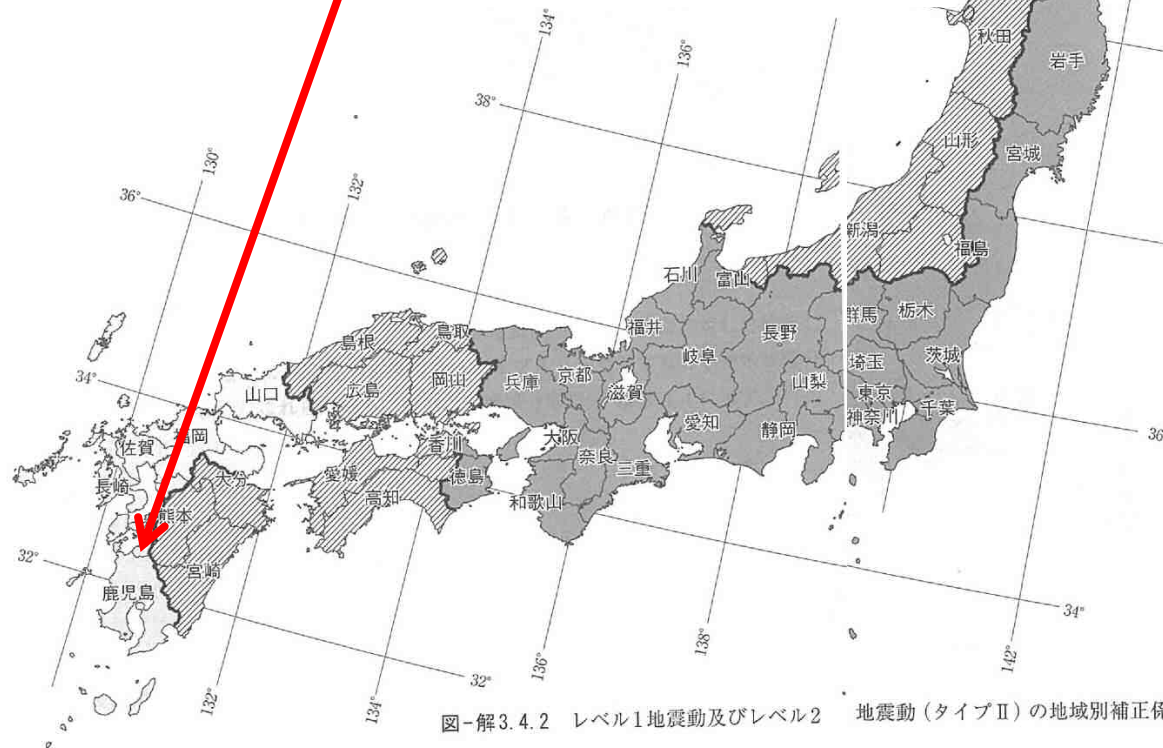 秋田
岩手
134°
136°
38°
山形
宮城
130°
132°
36°
新潟
福島
石川
富山
福井
長野
群馬
栃木
鳥取
島根
岐阜
埼玉
茨城
34°
広島
岡山
兵庫
京都
滋賀
山梨
東京
山口
愛知
神奈川
千葉
静岡
佐賀
福岡
香川
大阪
奈良
36
三重
長崎
大分
愛媛
徳島
高知
和歌山
熊本
32°
宮崎
鹿児島
34°
138°
142°
136°
32°
132°
134°
図-解3.4.2 レベル1地震動及びレベル2 地震動(タイプⅡ)の地域別補正係